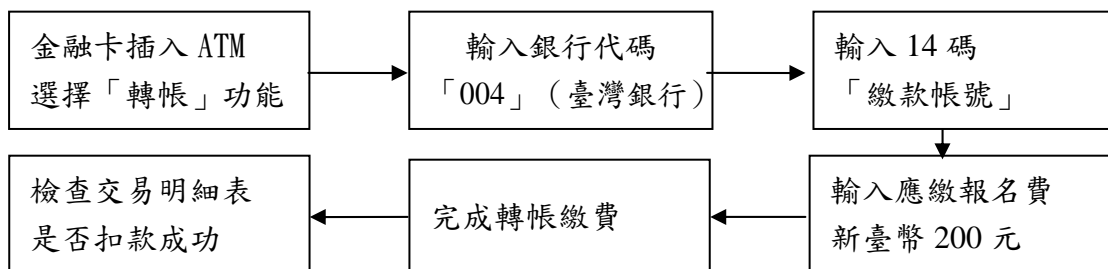 金融卡插入 ATM
選擇「轉帳」功能
輸入銀行代碼
「004」（臺灣銀行）
輸入 14 碼
「繳款帳號」
輸入應繳報名費
新臺幣 200 元
完成轉帳繳費
檢查交易明細表
是否扣款成功